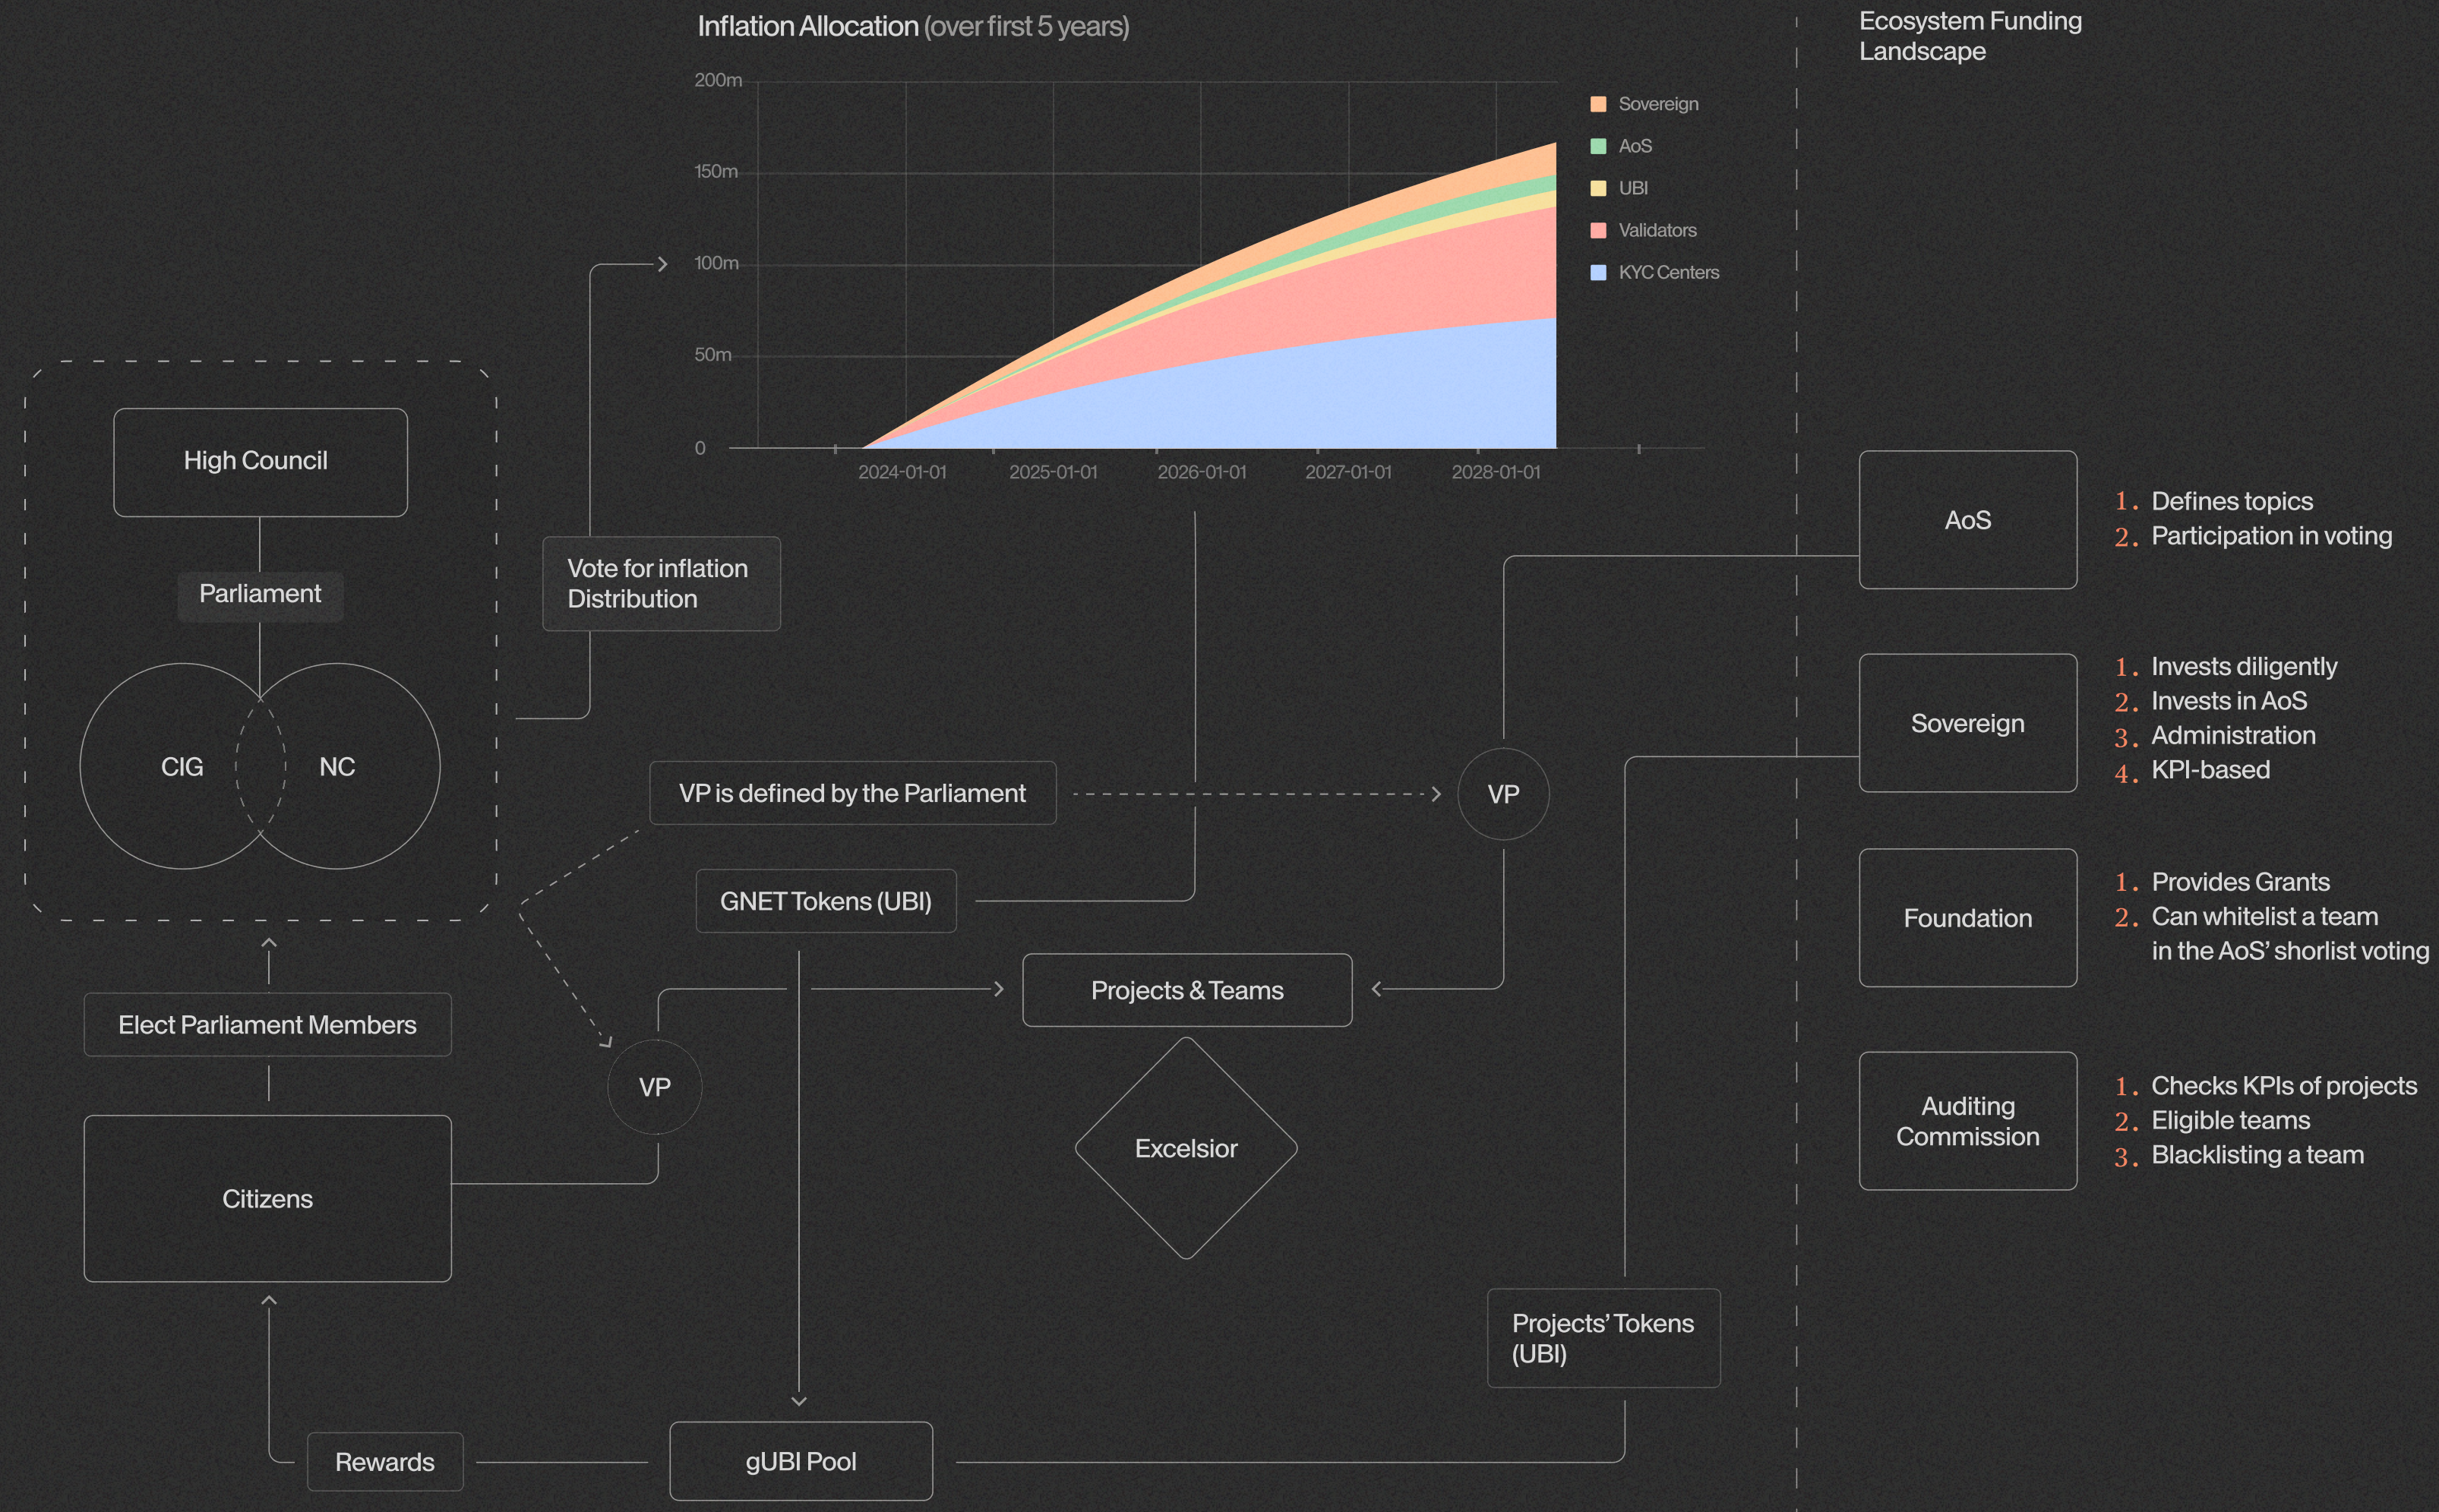 Inflation Allocation (over first 5 years)
200m
150m
100m
50m
0
2024-01-01
2025-01-01
2026-01-01
2027-01-01
2028-01-01
Sovereign
AoS
UBI
Validators
KYC Centers
High Council
Parliament
CIG
NC
Vote for inflation
Distribution
VP is defined by the Parliament
VP
GNET Tokens (UBI)
Projects & Teams
Excelsior
Elect Parliament Members
VP
Citizens
Projects' Tokens
(UBI)
Rewards
gUBI Pool
Ecosystem Funding
Landscape
AoS
1. Defines topics
2. Participation in voting
Sovereign
1. Invests diligently
2. Invests in AoS
3. Administration
4. KPI-based
Foundation
1. Provides Grants
2. Can whitelist a team
in the AoS' shorlist voting
Auditing
Commission
1. Checks KPIs of projects
2. Eligible teams
3. Blacklisting a team